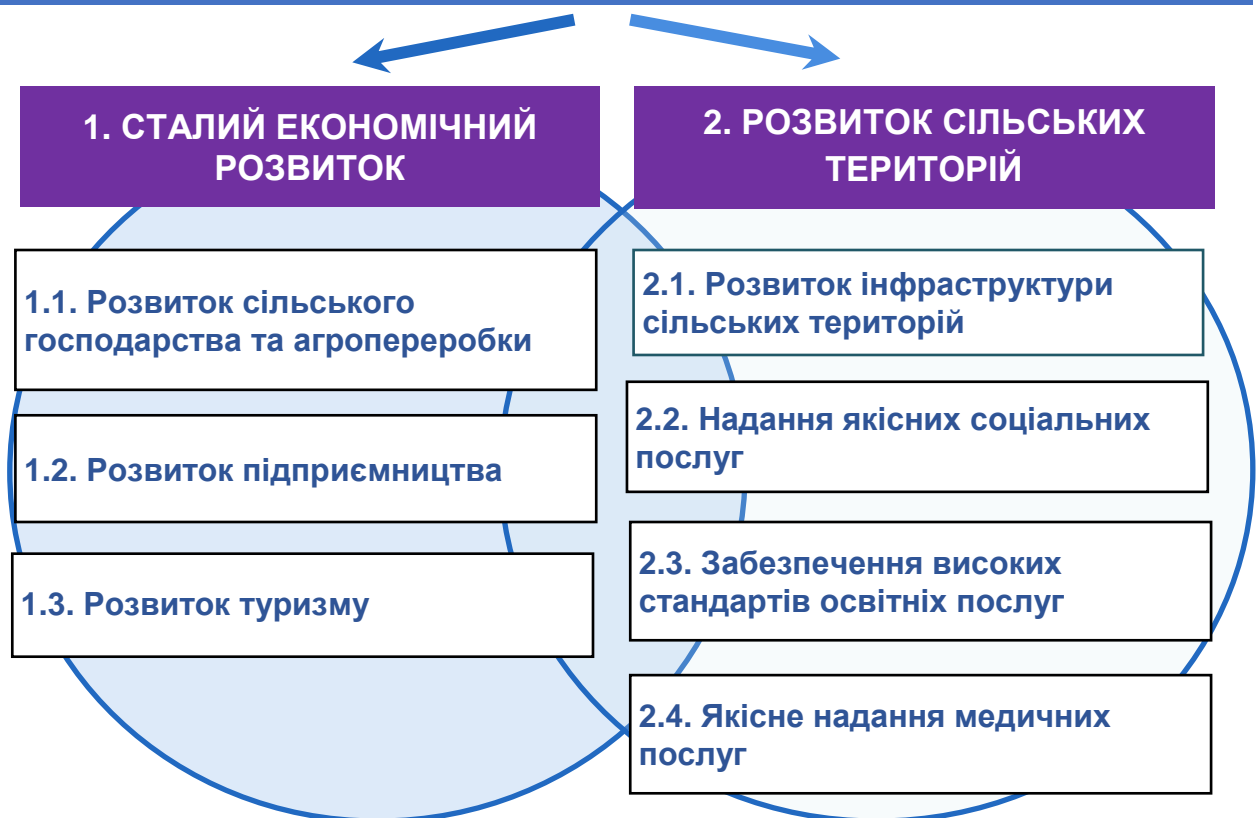 1. СТАЛИЙ ЕКОНОМІЧНИЙ
РОЗВИТОК
1.1. Розвиток сільського
господарства та агропереробки
1.2. Розвиток підприємництва
1.3. Розвиток туризму
2. РОЗВИТОК СІЛЬСЬКИХ
ТЕРИТОРІЙ
2.1. Розвиток інфраструктури
сільських територій
2.2. Надання якісних соціальних
послуг
2.3. Забезпечення високих
стандартів освітніх послуг
2.4. Якісне надання медичних
послуг